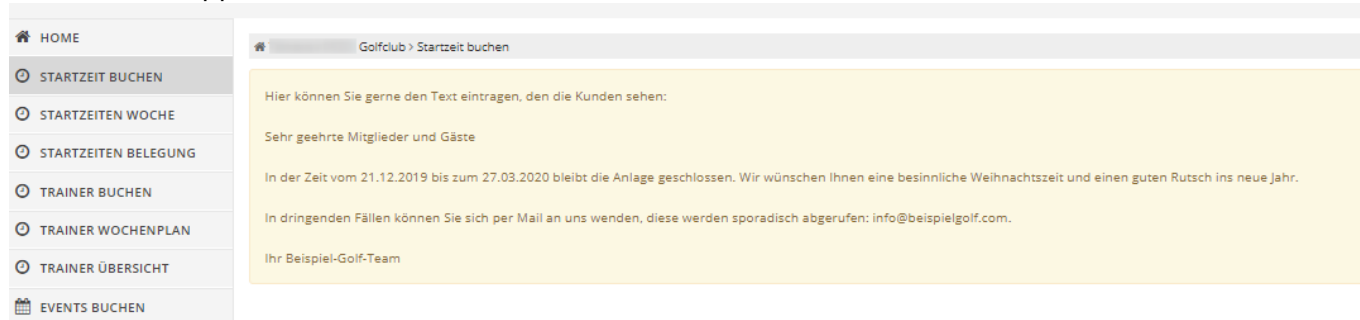 HOME
STARTZEIT BUCHEN
STARTZEITEN WOCHE
STARTZEITEN BELEGUNG
TRAINER BUCHEN
TRAINER WOCHENPLAN
TRAINER ÜBERSICHT
EVENTS BUCHEN
Golfclub > Startzeit buchen
Hier können Sie gerne den Text eintragen, den die Kunden sehen:
Sehr geehrte Mitglieder und Gäste
In der Zeit vom 21.12.2019 bis zum 27.03.2020 bleibt die Anlage geschlossen. Wir wünschen Ihnen eine besinnliche Weihnachtszeit und einen guten Rutsch ins neue Jahr.
In dringenden Fällen können Sie sich per Mail an uns wenden, diese werden sporadisch abgerufen: info@beispielgolf.com.
Ihr Beispiel-Golf-Team